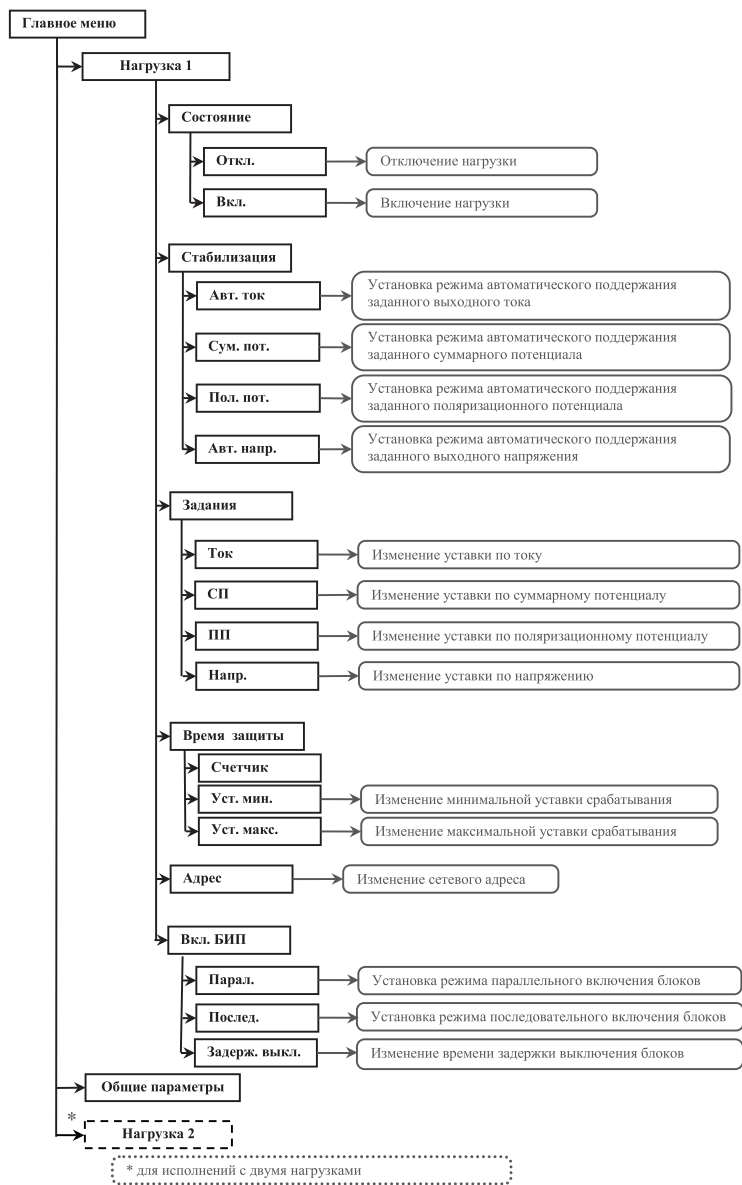 Главное меню
Нагрузка 1
Состояние
Откл.
Отключение нагрузки
Вкл.
Включение нагрузки
Стабилизация
Авт. ток
Установка режима автоматического поддержания
заданного выходного тока
Сум. пот.
Установка режима автоматического поддержания
заданного суммарного потенциала
Пол. пот.
Установка режима автоматического поддержания
заданного поляризационного потенциала
Авт. напр.
Установка режима автоматического поддержания
заданного выходного напряжения
Задания
Ток
Изменение уставки по току
СП
Изменение уставки по суммарному потенциалу
ПП
Изменение уставки по поляризационному потенциалу
Напр.
Изменение уставки по напряжению
Время защиты
Счетчик
Уст. мин.
Изменение минимальной уставки срабатывания
Уст. макс.
Изменение максимальной уставки срабатывания
Адрес
Изменение сетевого адреса
Вкл. БИП
Парал.
Установка режима параллельного включения блоков
Послед.
Установка режима последовательного включения блоков
Задерж. выкл.
Изменение времени задержки выключения блоков
Общие параметры
*
Нагрузка 2
* для исполнений с двумя нагрузками